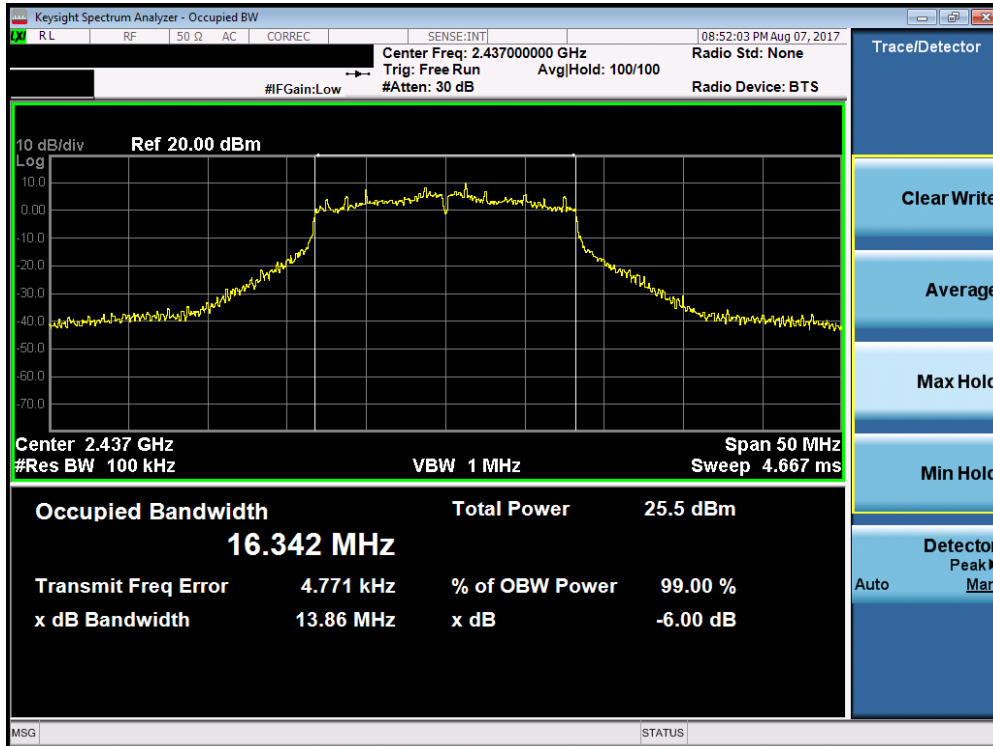 Keysight Spectrum Analyzer - Occupied BW
LXI RL RF 50 Ω AC CORREC SENSE:INT 08:52:03 PM Aug 07, 2017
Center Freq: 2.437000000 GHz Radio Std: None
Trig: Free Run Avg|Hold: 100/100
#IFGain:Low #Atten: 30 dB Radio Device: BTS
10 dB/div Ref 20.00 dBm
Log
10.0
0.00
-10.0
-20.0
-30.0
-40.0
-50.0
-60.0
-70.0
Center 2.437 GHz Span 50 MHz
#Res BW 100 kHz VBW 1 MHz Sweep 4.667 ms
Occupied Bandwidth Total Power 25.5 dBm
16.342 MHz
Transmit Freq Error 4.771 kHz % of OBW Power 99.00 %
x dB Bandwidth 13.86 MHz x dB -6.00 dB
Trace/Detector
Clear Write
Average
Max Hold
Min Hold
Detector
Peak
Auto Man
MSG STATUS